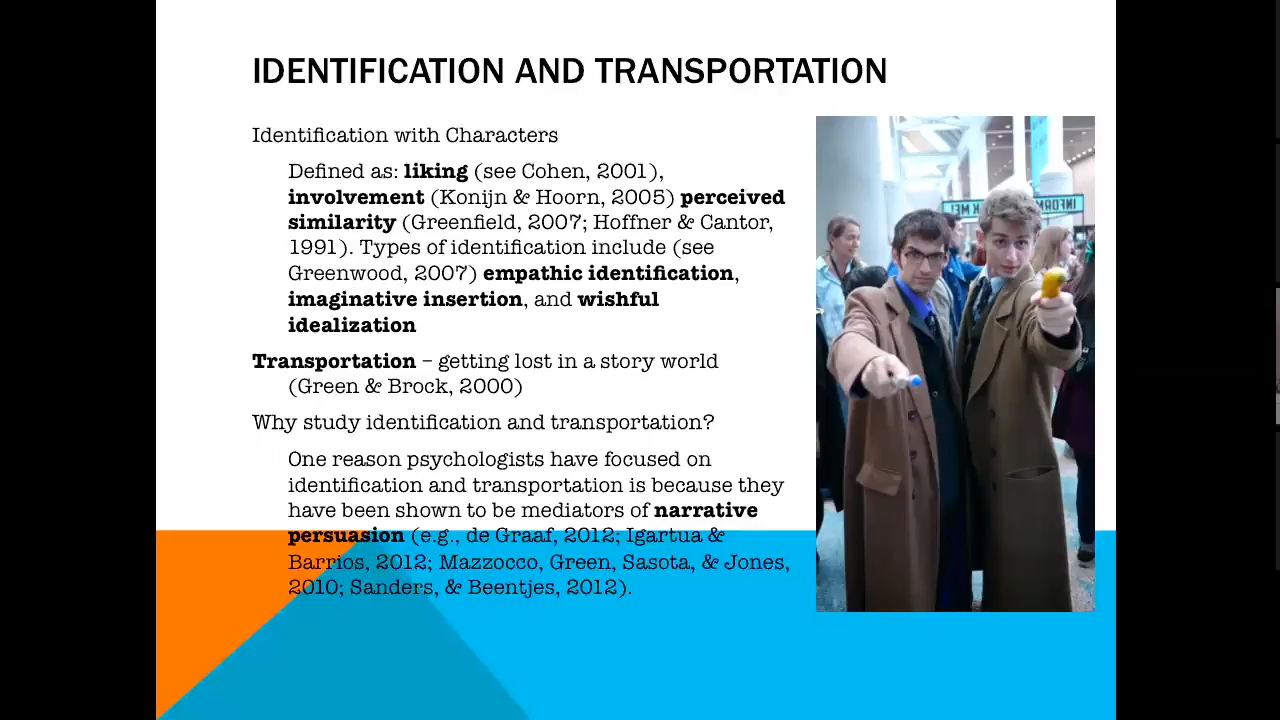 IDENTIFICATION AND TRANSPORTATION
Identification with Characters
Defined as: liking (see Cohen, 2001),
involvement (Konijn & Hoorn, 2005) perceived
similarity (Greenfield, 2007; Hoffner & Cantor,
1991). Types of identification include (see
Greenwood, 2007) empathic identification,
imaginative insertion, and wishful
idealization
Transportation – getting lost in a story world
(Green & Brock, 2000)
Why study identification and transportation?
One reason psychologists have focused on
identification and transportation is because they
have been shown to be mediators of narrative
persuasion (e.g., de Graaf, 2012; Igartua &
Barrios, 2012; Mazzocco, Green, Sasota, & Jones,
2010; Sanders, & Beentjes, 2012).